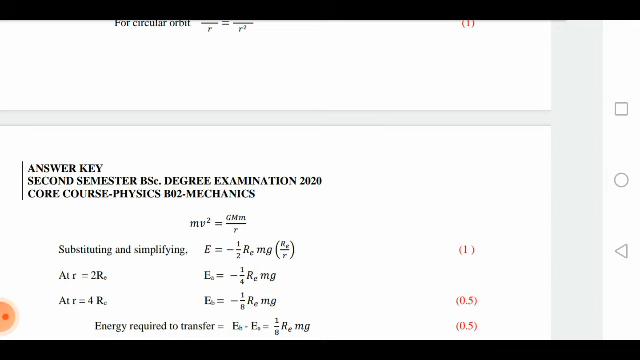 For circular orbit /r = /r² (1)
ANSWER KEY
SECOND SEMESTER BSc. DEGREE EXAMINATION 2020
CORE COURSE-PHYSICS B02-MECHANICS
mv² = GMm/r
Substituting and simplifying, E = −1/2 Rₑ mg (Rₑ/r) (1 )
At r = 2Rₑ Eₐ = −1/4 Rₑ mg
At r = 4 Rₑ E_b = −1/8 Rₑ mg (0.5)
Energy required to transfer = E_b - Eₐ = 1/8 Rₑ mg (0.5)